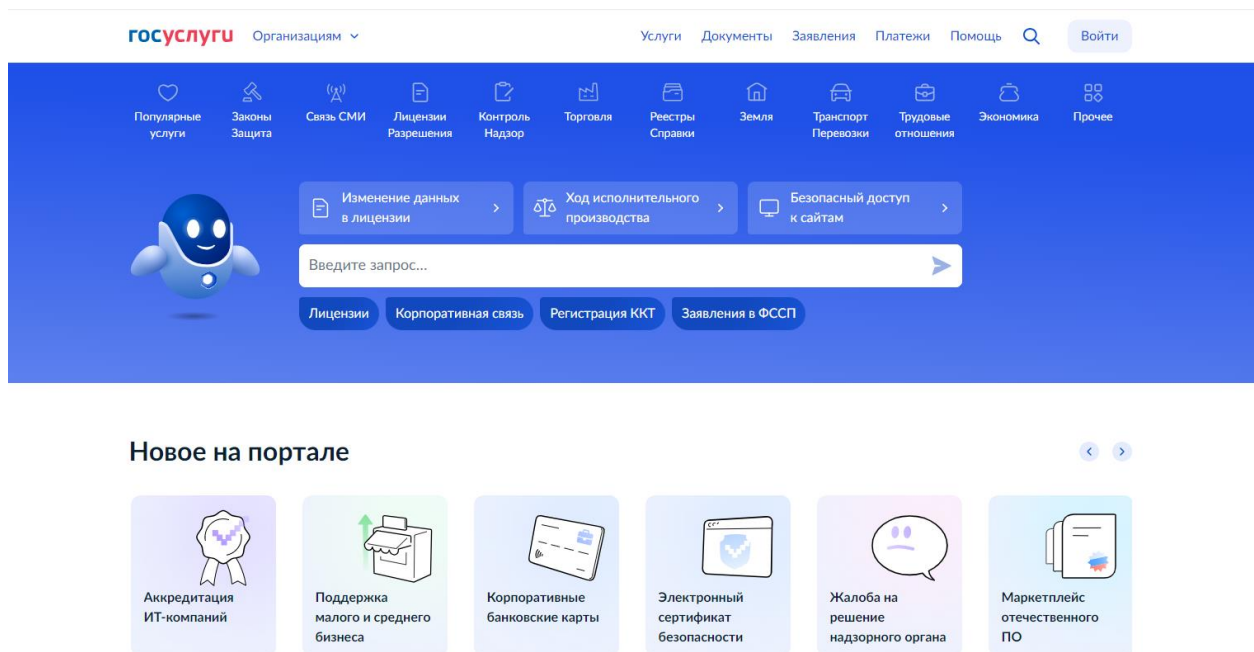 госуслуги Организациям Услуги Документы Заявления Платежи Помощь Войти
Популярные услуги
Законы Защита
Связь СМИ
Лицензии Разрешения
Контроль Надзор
Торговля
Реестры Справки
Земля
Транспорт Перевозки
Трудовые отношения
Экономика
Прочее
Изменение данных
в лицензии
Ход исполнительного
производства
Безопасный доступ
к сайтам
Введите запрос...
Лицензии Корпоративная связь Регистрация ККТ Заявления в ФССП
Новое на портале
Аккредитация
ИТ-компаний
Поддержка
малого и среднего
бизнеса
Корпоративные
банковские карты
Электронный
сертификат
безопасности
Жалоба на
решение
надзорного органа
Маркетплейс
отечественного
ПО